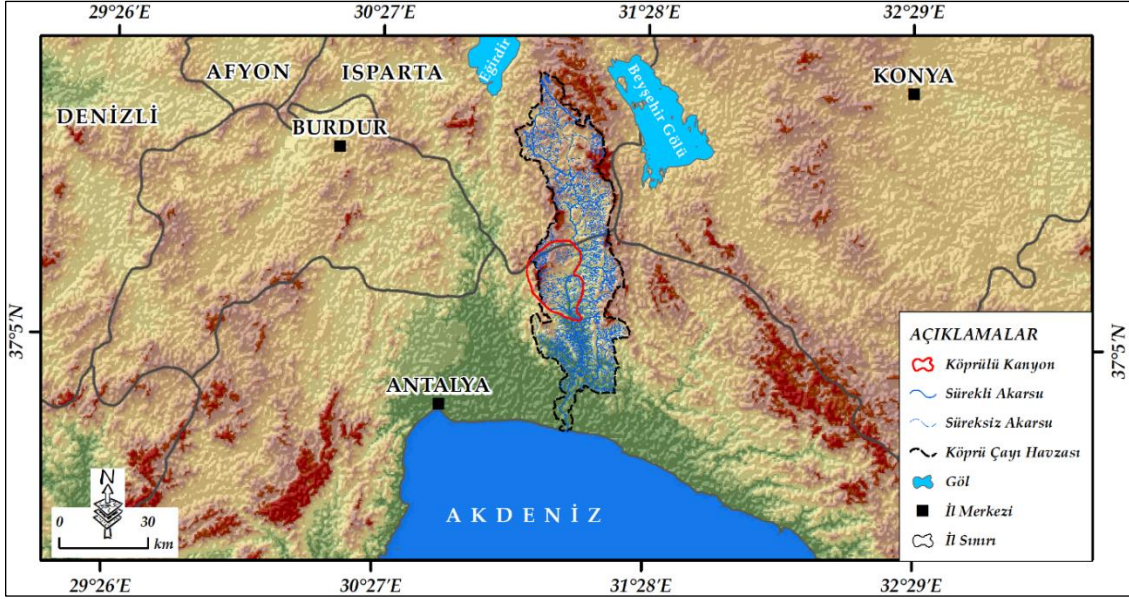 29°26'E 30°27'E 31°28'E 32°29'E
AFYON
ISPARTA
Eğirdir
Beyşehir Gölü
KONYA
DENİZLİ
BURDUR
37°5'N
37°5'N
ANTALYA
AKDENİZ
N
0 30
km
AÇIKLAMALAR
Köprülü Kanyon
Sürekli Akarsu
Süreksiz Akarsu
Köprü Çayı Havzası
Göl
İl Merkezi
İl Sınırı
29°26'E 30°27'E 31°28'E 32°29'E